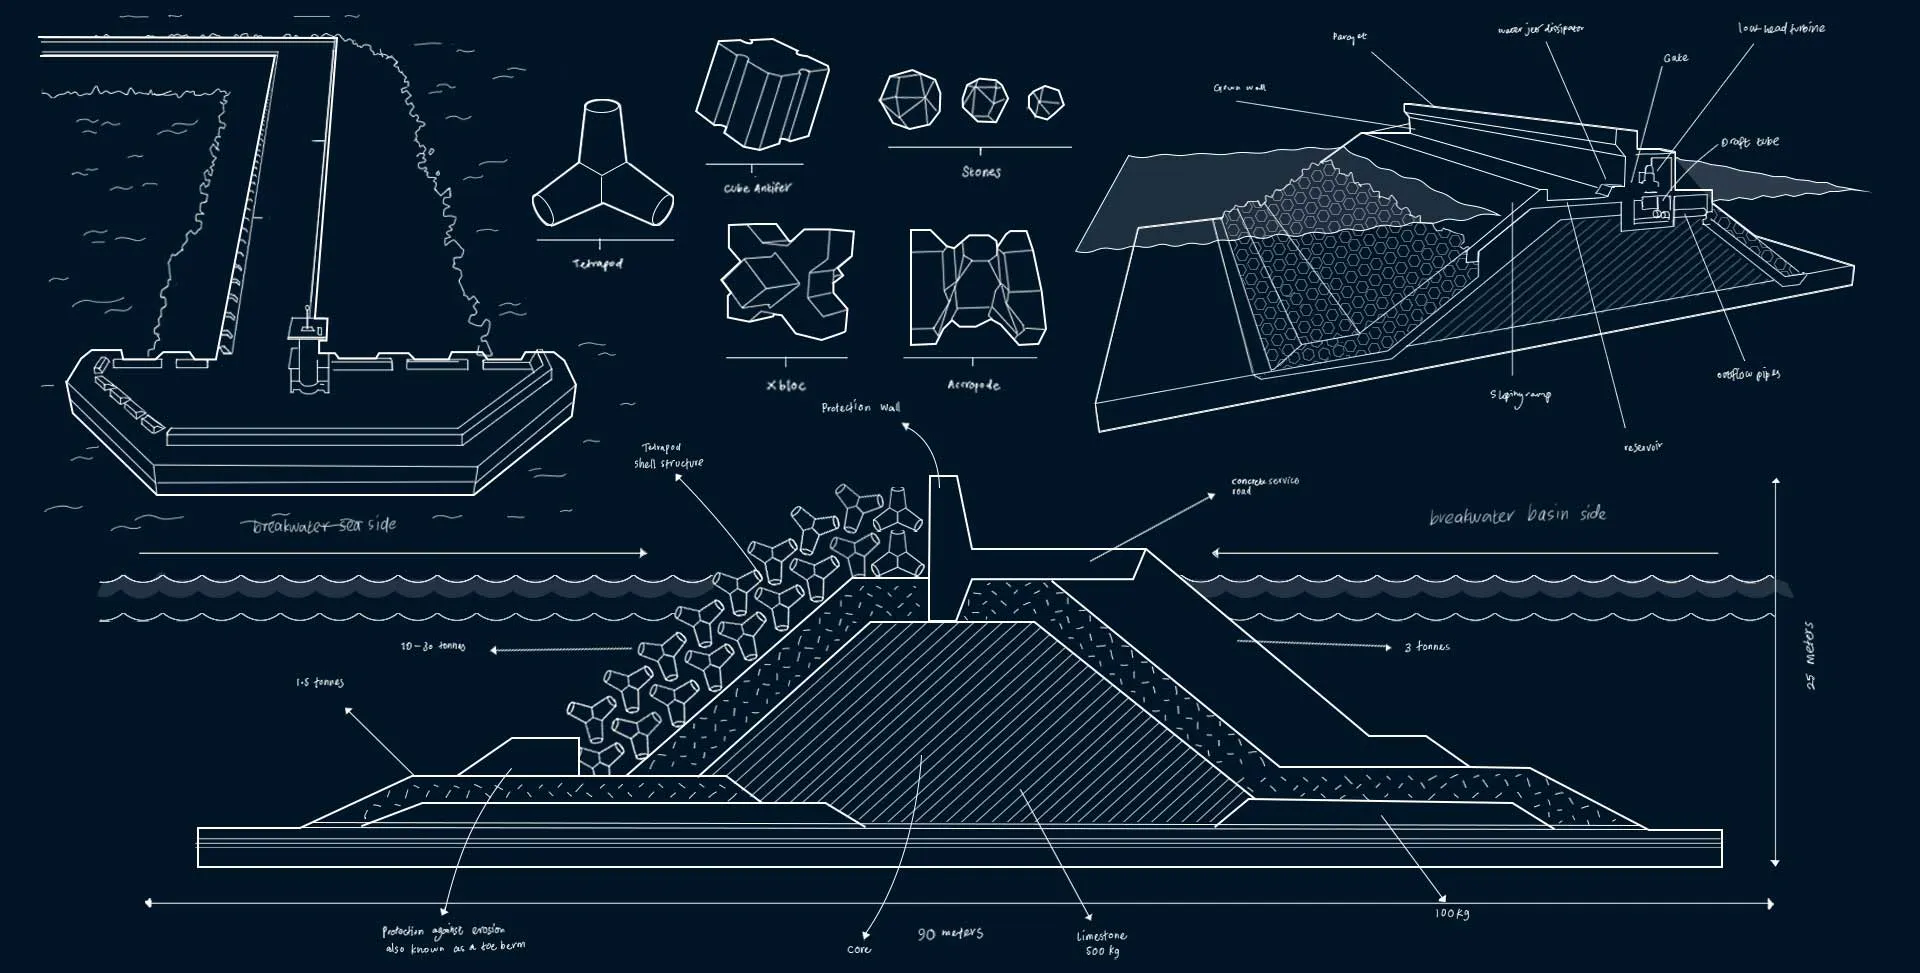 Parapet
water jet dissipator
low-head turbine
Gate
Crown wall
Draft tube
Cube Antifer
Stones
Tetrapod
Xbloc
Accropode
outflow pipes
Sloping ramp
reservoir
Protection wall
Tetrapod
shell structure
concrete service
road
breakwater sea side
breakwater basin side
10-30 tonnes
3 tonnes
1.5 tonnes
25 meters
100kg
Protection against erosion
also known as a toe berm
Core
90 meters
Limestone
500 kg